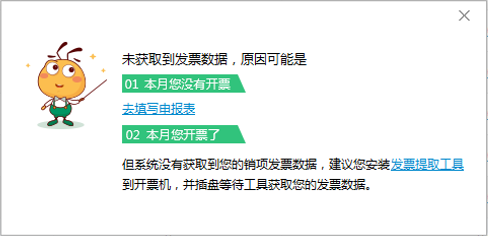 未获取到发票数据，原因可能是
01 本月您没有开票
去填写申报表
02 本月您开票了
但系统没有获取到您的销项发票数据，建议您安装发票提取工具
到开票机，并插盘等待工具获取您的发票数据。